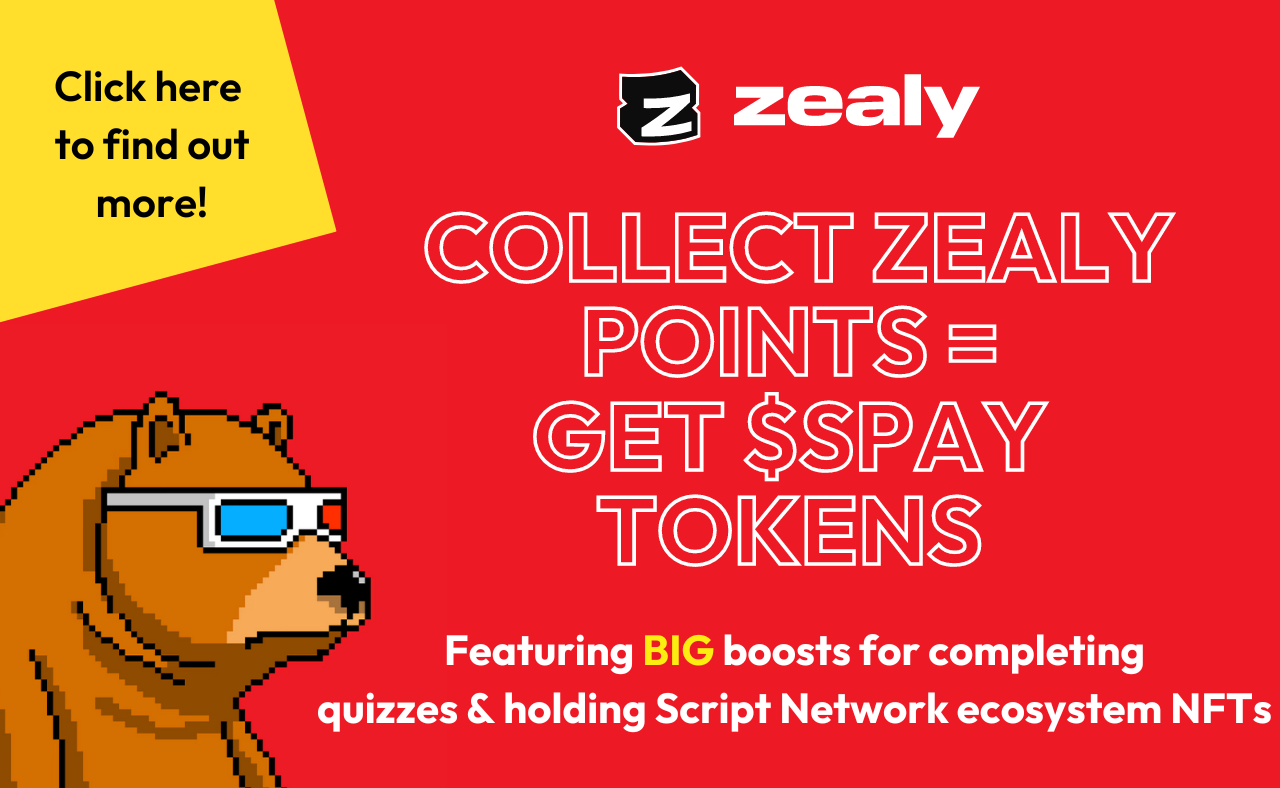 Click here
to find out
more!
z zealy
COLLECT ZEALY
POINTS =
GET $SPAY
TOKENS
Featuring BIG boosts for completing
quizzes & holding Script Network ecosystem NFTs